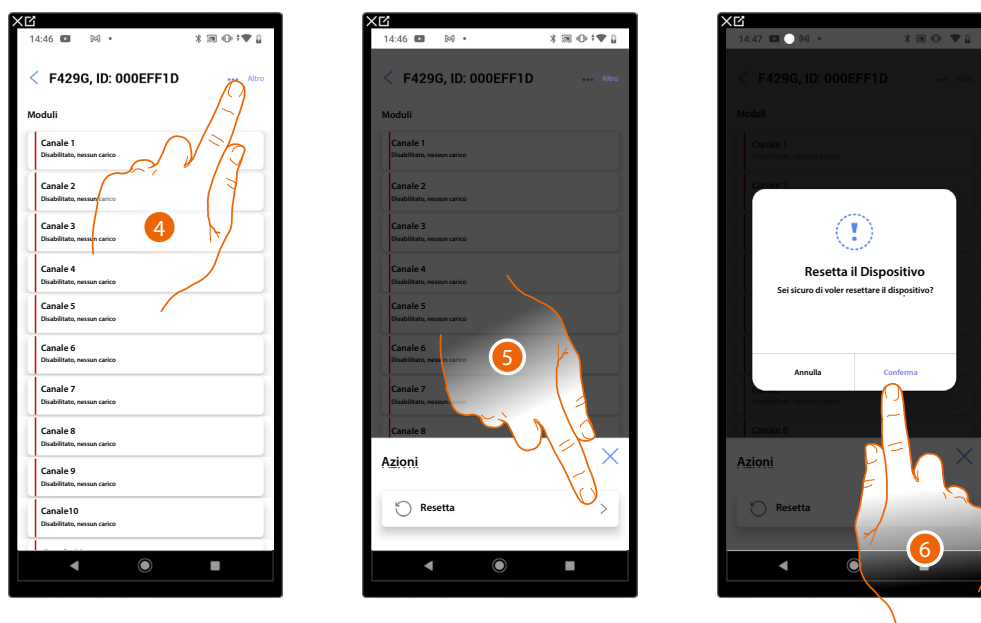 14:46
F429G, ID: 000EFF1D
Altro
Moduli
Canale 1
Disabilitato, nessun carico
Canale 2
Disabilitato, nessun carico
Canale 3
Disabilitato, nessun carico
Canale 4
Disabilitato, nessun carico
Canale 5
Disabilitato, nessun carico
Canale 6
Disabilitato, nessun carico
Canale 7
Disabilitato, nessun carico
Canale 8
Disabilitato, nessun carico
Canale 9
Disabilitato, nessun carico
Canale10
Disabilitato, nessun carico
4
14:46
F429G, ID: 000EFF1D
Altro
Moduli
Canale 1
Disabilitato, nessun carico
Canale 2
Disabilitato, nessun carico
Canale 3
Disabilitato, nessun carico
Canale 4
Disabilitato, nessun carico
Canale 5
Disabilitato, nessun carico
Canale 6
Disabilitato, nessun carico
Canale 7
Disabilitato, nessun carico
Canale 8
5
Azioni
Resetta
14:47
F429G, ID: 000EFF1D
Altro
Moduli
Canale 1
Disabilitato, nessun carico
Canale 2
Resetta il Dispositivo
Sei sicuro di voler resettare il dispositivo?
Annulla
Conferma
Canale 8
Azioni
Resetta
6